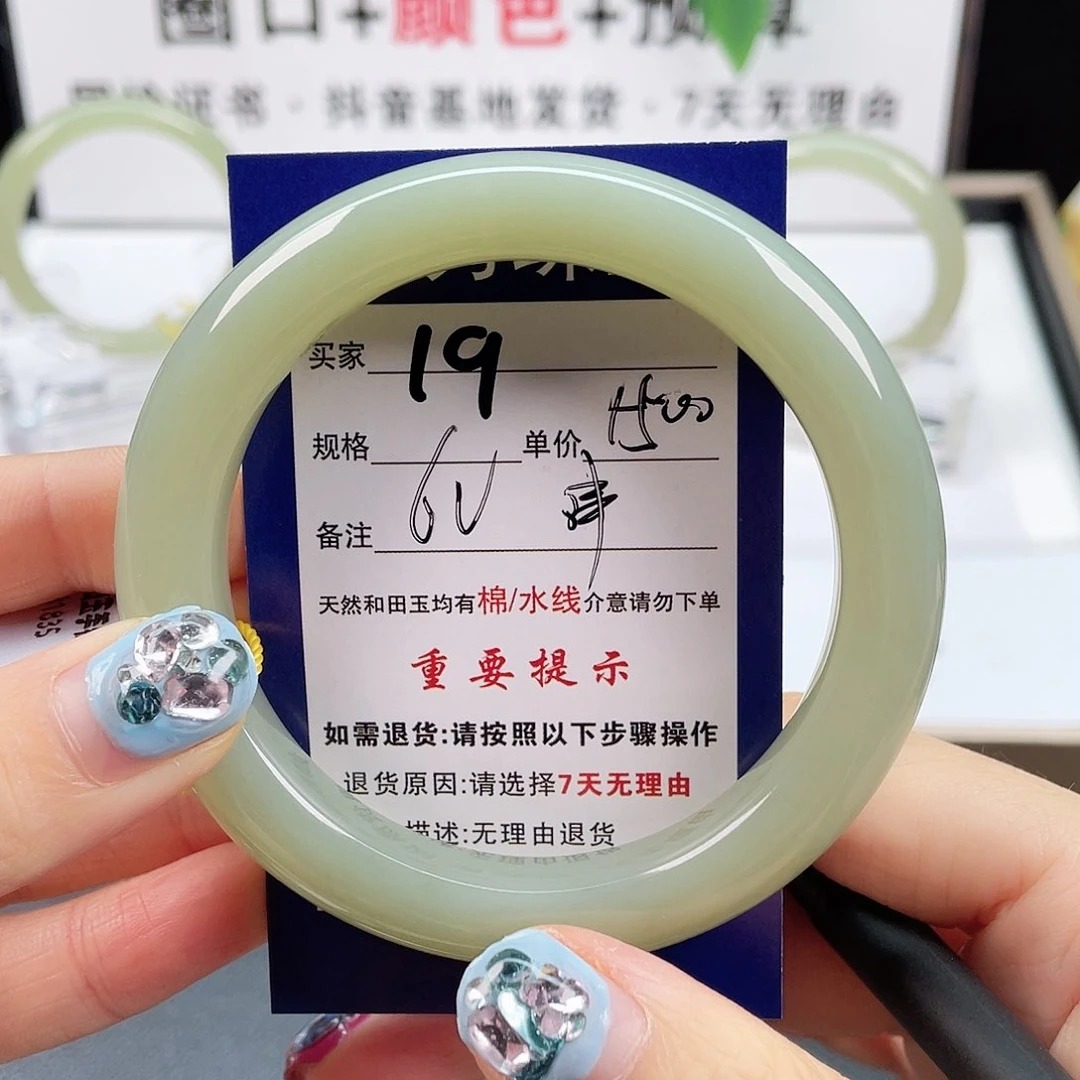 圈口+颜色+预算
证书·抖音基地发货·7天无理由
买家 19
规格 单价
备注
天然和田玉均有棉/水线介意请勿下单
重要提示
如需退货:请按照以下步骤操作
退货原因:请选择7天无理由
描述:无理由退货
1835